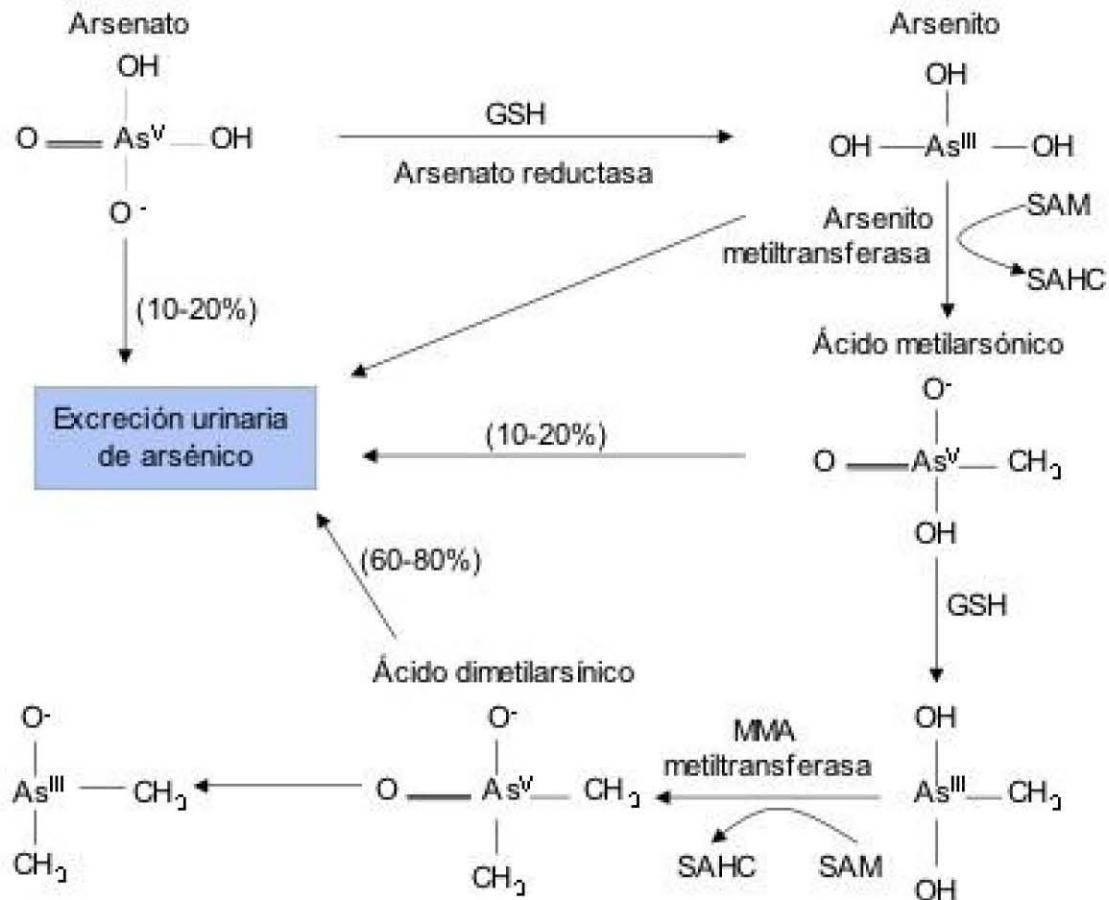 Arsenato
OH
O As^V OH
O -
(10-20%)
GSH
Arsenato reductasa
Arsenito
OH
OH As^III OH
Arsenito
metiltransferasa
SAM
SAHC
Ácido metilarsónico
O-
O As^V CH3
OH
(10-20%)
Excreción urinaria
de arsénico
(60-80%)
GSH
OH
As^III CH3
OH
MMA
metiltransferasa
SAHC SAM
Ácido dimetilarsínico
O-
O As^V CH3
CH3
O-
As^III CH3
CH3